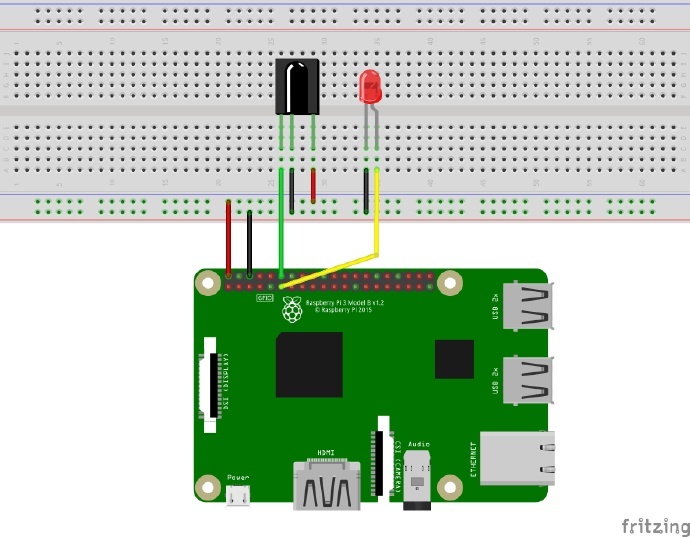 GPIO
Raspberry Pi 3 Model B v1.2
© Raspberry Pi 2015
USB 2x
DSI (DISPLAY)
USB 2x
Audio
CSI (CAMERA)
ETHERNET
HDMI
Power
fritzing